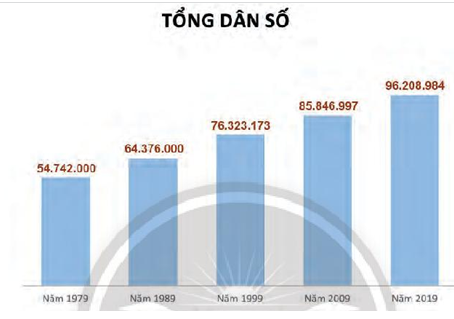 TỔNG DÂN SỐ
96.208.984
85.846.997
76.323.173
64.376.000
54.742.000
Năm 1979 Năm 1989 Năm 1999 Năm 2009 Năm 2019